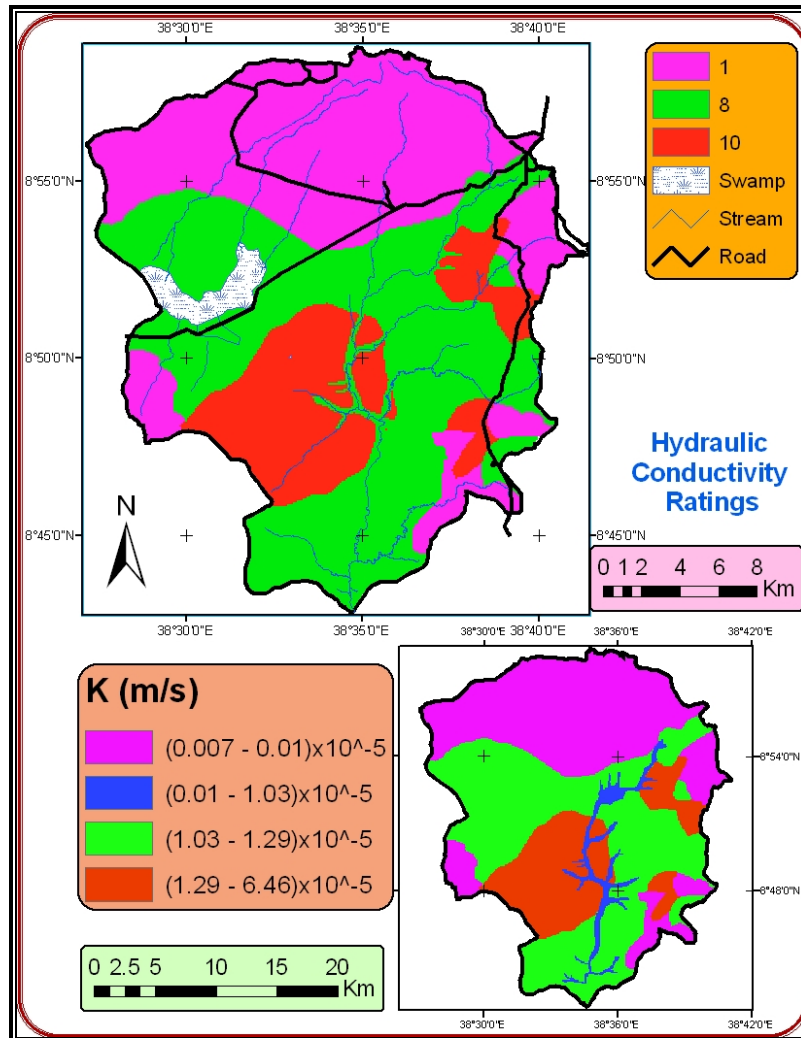 38°30'0"E 38°35'0"E 38°40'0"E
8°55'0"N 8°55'0"N
8°50'0"N 8°50'0"N
8°45'0"N 8°45'0"N
38°30'0"E 38°35'0"E 38°40'0"E
N
1
8
10
Swamp
Stream
Road
Hydraulic
Conductivity
Ratings
0 1 2 4 6 8
Km
K (m/s)
(0.007 - 0.01)x10^-5
(0.01 - 1.03)x10^-5
(1.03 - 1.29)x10^-5
(1.29 - 6.46)x10^-5
0 2.5 5 10 15 20
Km
38°30'0"E 38°36'0"E 38°42'0"E
8°54'0"N
8°48'0"N
38°30'0"E 38°36'0"E 38°42'0"E